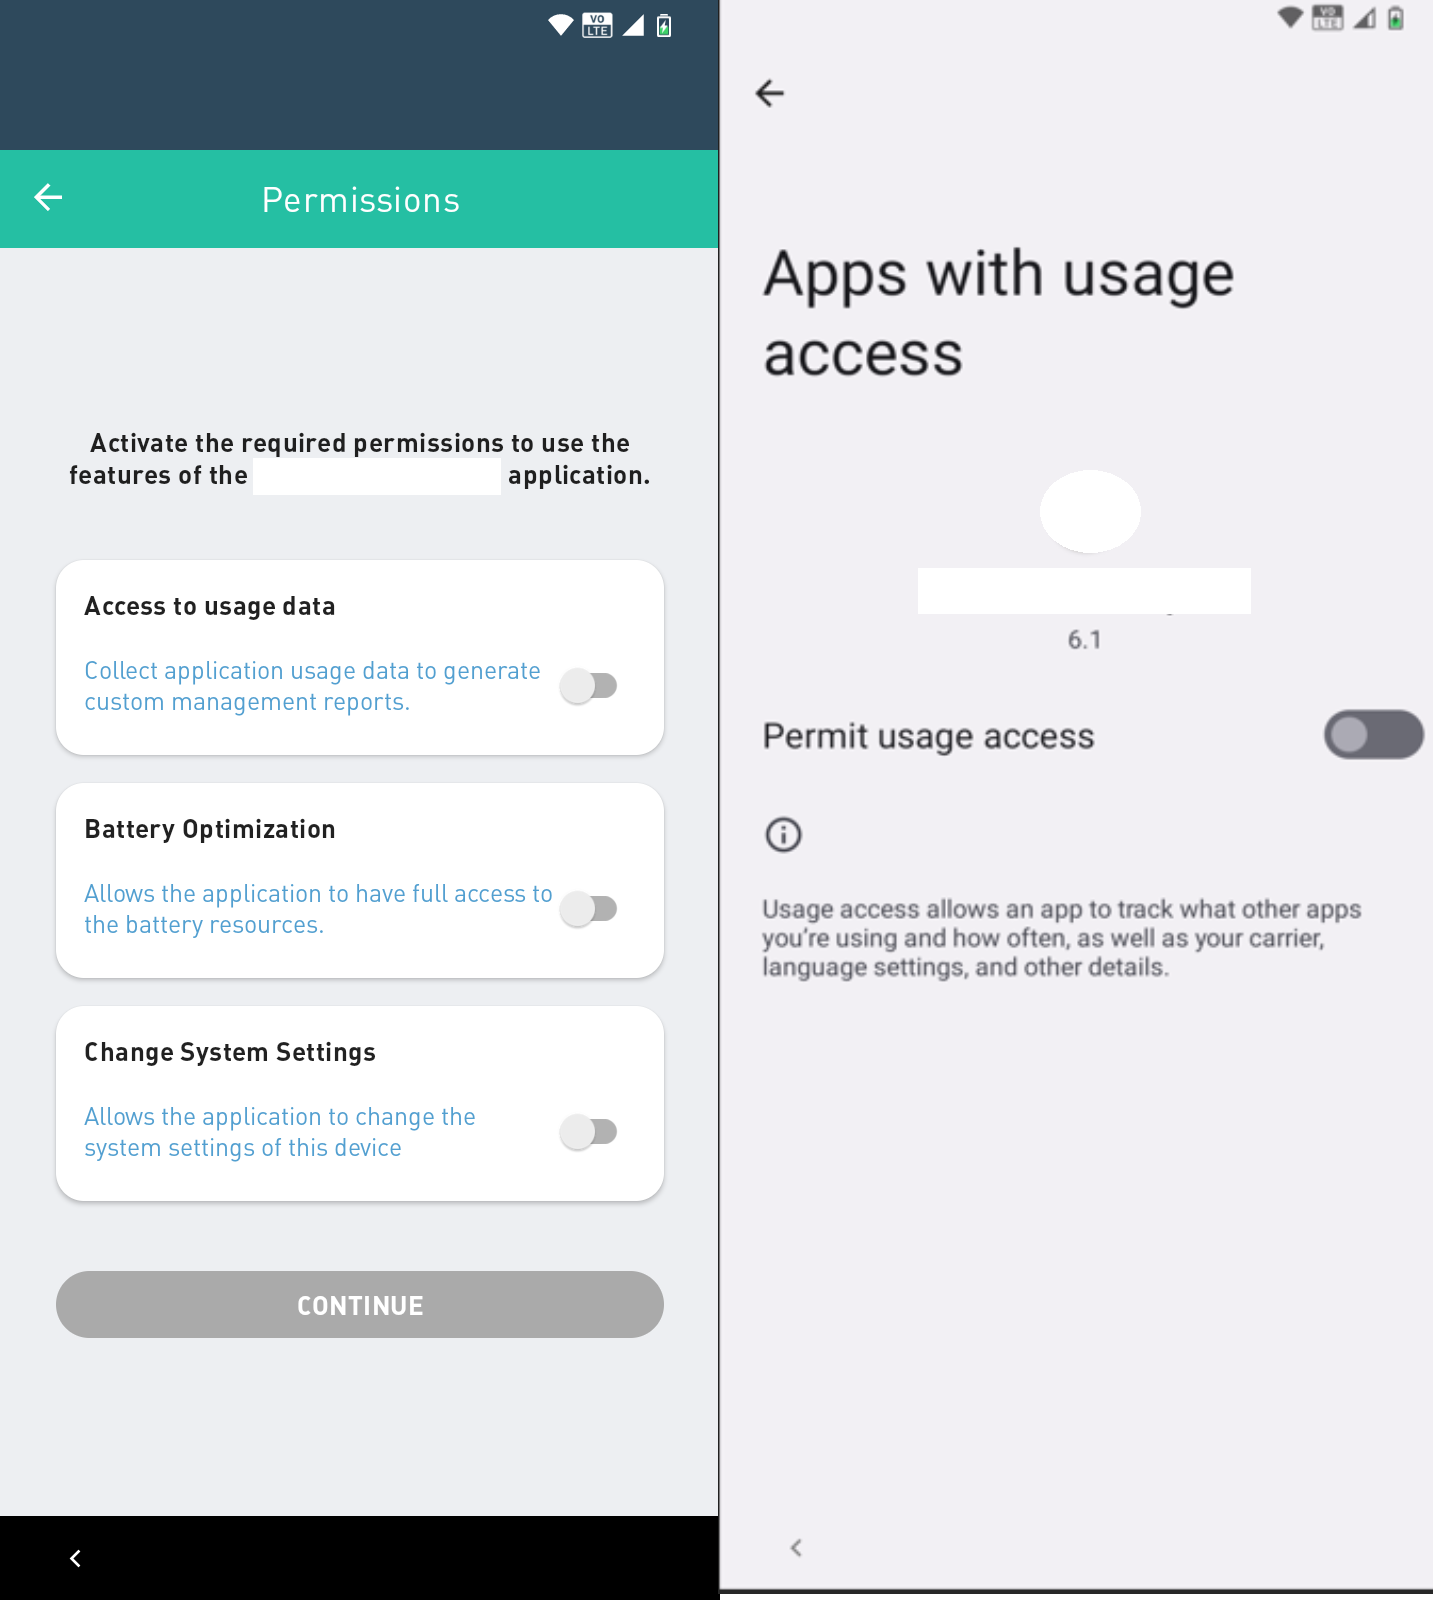 VO
LTE
Permissions
Activate the required permissions to use the
features of the application.
Access to usage data
Collect application usage data to generate
custom management reports.
Battery Optimization
Allows the application to have full access to
the battery resources.
Change System Settings
Allows the application to change the
system settings of this device
CONTINUE
VO
LTE
Apps with usage
access
6.1
Permit usage access
Usage access allows an app to track what other apps
you're using and how often, as well as your carrier,
language settings, and other details.